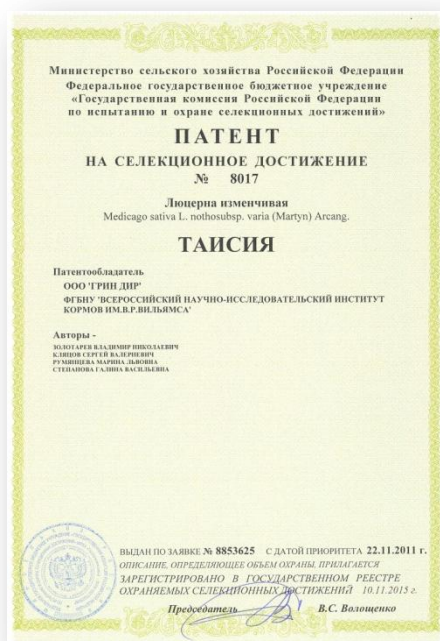 Министерство сельского хозяйства Российской Федерации
Федеральное государственное бюджетное учреждение
«Государственная комиссия Российской Федерации
по испытанию и охране селекционных достижений»
ПАТЕНТ
НА СЕЛЕКЦИОННОЕ ДОСТИЖЕНИЕ
№ 8017
Люцерна изменчивая
Medicago sativa L. nothosubsp. varia (Martyn) Arcang.
ТАИСИЯ
Патентообладатель
ООО 'ГРИН ДИР'
ФГБНУ 'ВСЕРОССИЙСКИЙ НАУЧНО-ИССЛЕДОВАТЕЛЬСКИЙ ИНСТИТУТ
КОРМОВ ИМ.В.Р.ВИЛЬЯМСА'
Авторы -
ЗОЛОТАРЕВ ВЛАДИМИР НИКОЛАЕВИЧ
КЛЯЦОВ СЕРГЕЙ ВАЛЕРИЕВИЧ
РУМЯНЦЕВА МАРИНА ЛЬВОВНА
СТЕПАНОВА ГАЛИНА ВАСИЛЬЕВНА
ВЫДАН ПО ЗАЯВКЕ № 8853625 С ДАТОЙ ПРИОРИТЕТА 22.11.2011 г.
ОПИСАНИЕ, ОПРЕДЕЛЯЮЩЕЕ ОБЪЕМ ОХРАНЫ, ПРИЛАГАЕТСЯ
ЗАРЕГИСТРИРОВАНО В ГОСУДАРСТВЕННОМ РЕЕСТРЕ
ОХРАНЯЕМЫХ СЕЛЕКЦИОННЫХ ДОСТИЖЕНИЙ 10.11.2015 г.
Председатель В.С. Волощенко